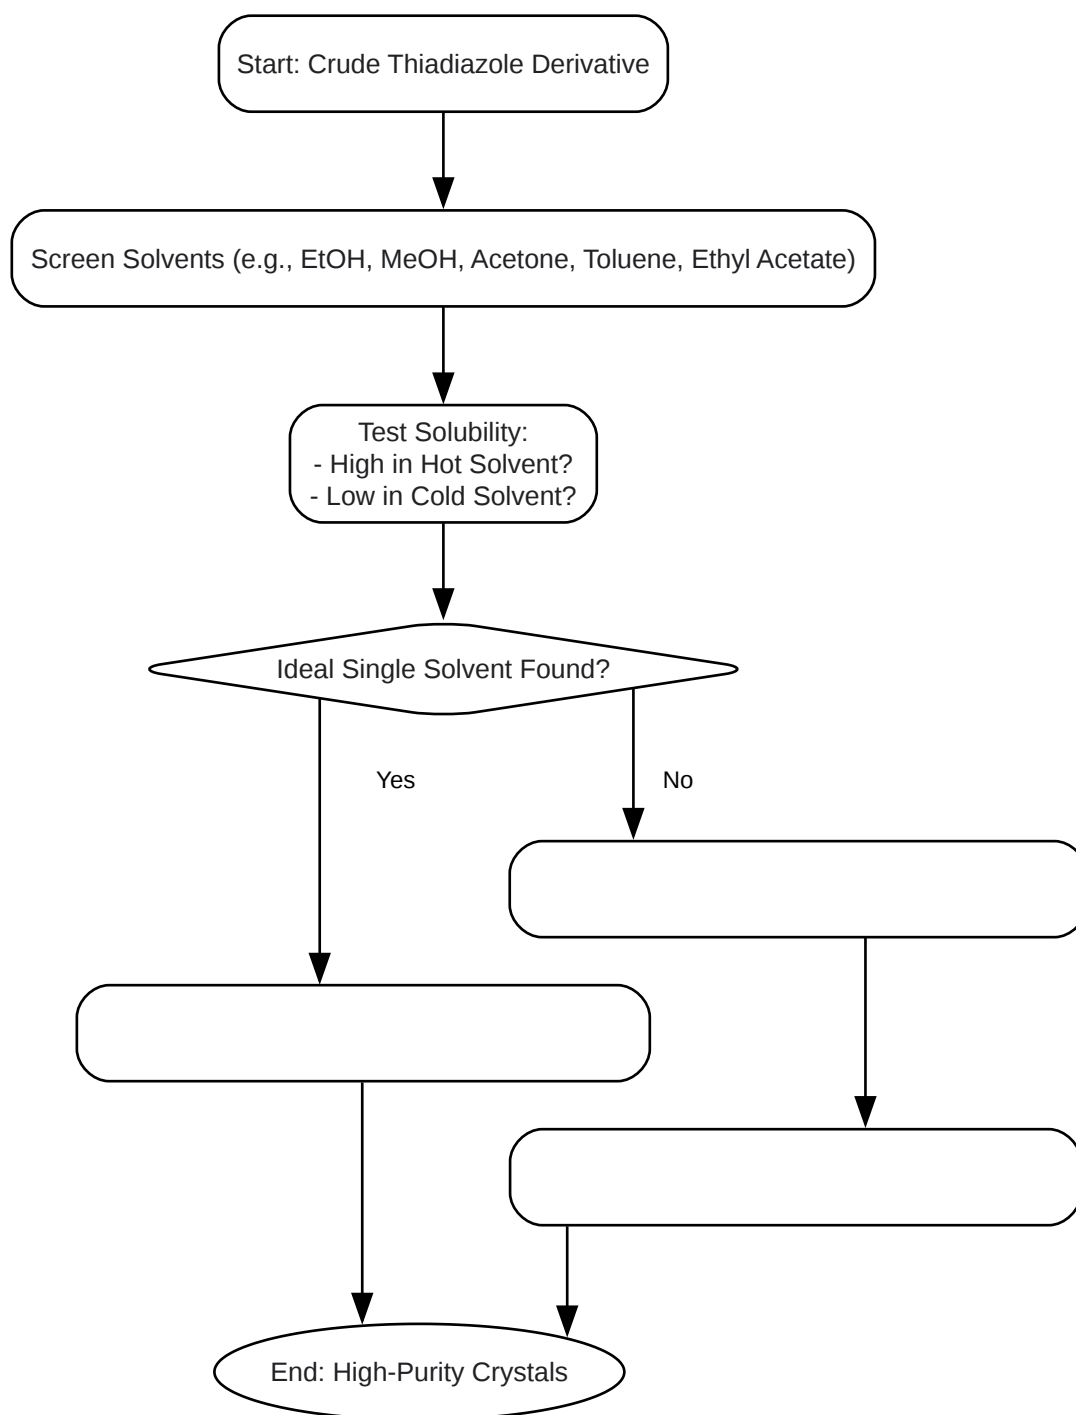 Start: Crude Thiadiazole Derivative
Screen Solvents (e.g., EtOH, MeOH, Acetone, Toluene, Ethyl Acetate)
Test Solubility:
- High in Hot Solvent?
- Low in Cold Solvent?
Ideal Single Solvent Found?
Yes
No
End: High-Purity Crystals